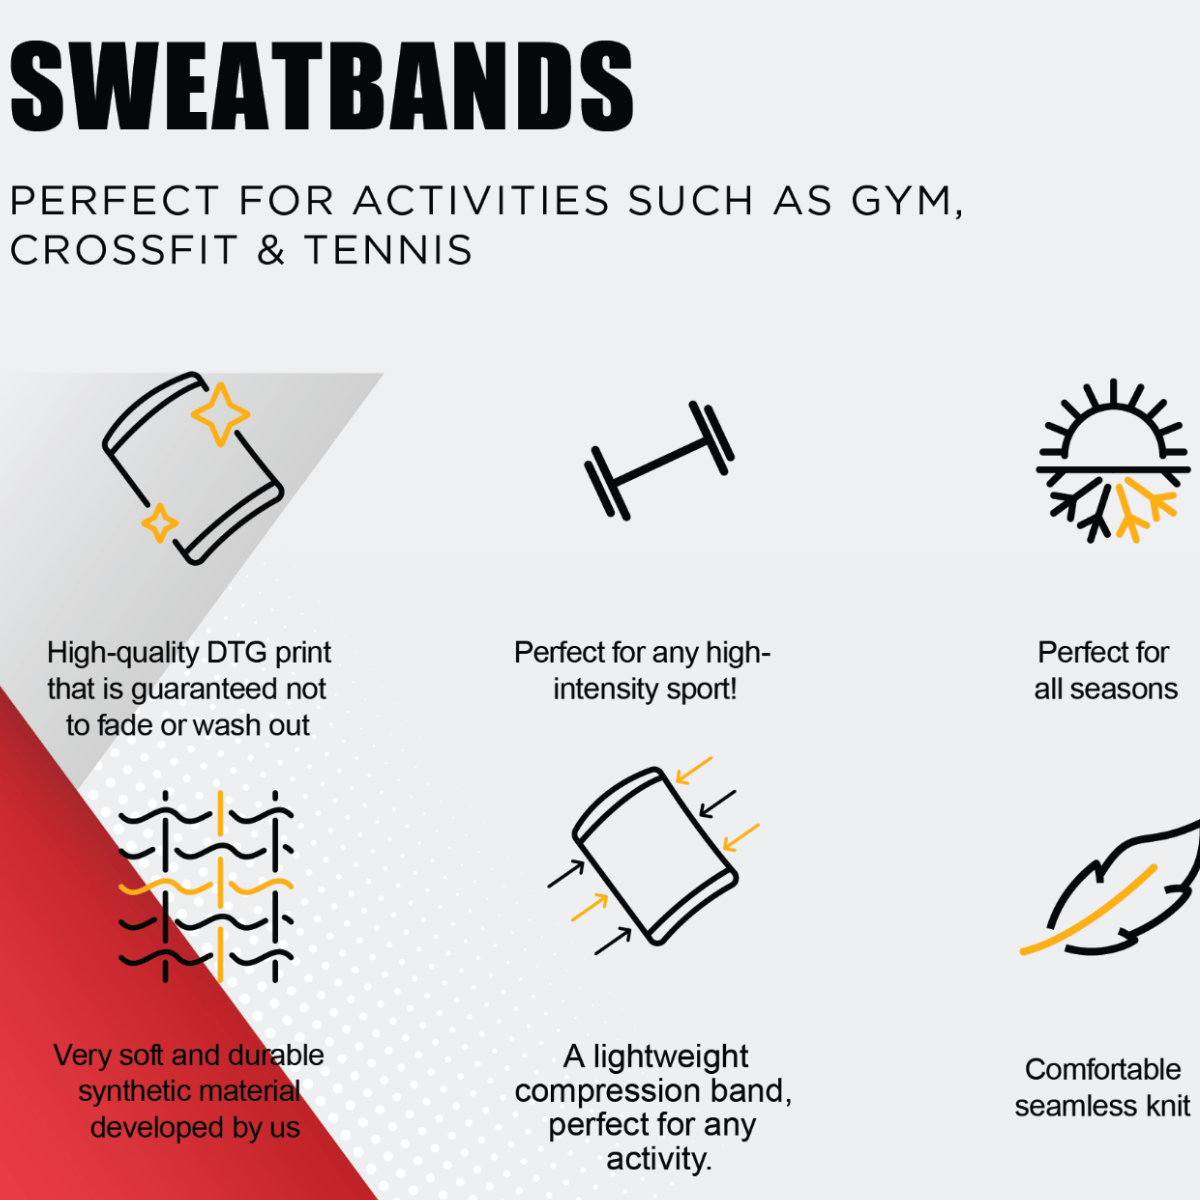 SWEATBANDS
PERFECT FOR ACTIVITIES SUCH AS GYM,
CROSSFIT & TENNIS
High-quality DTG print
that is guaranteed not
to fade or wash out
Perfect for any high-
intensity sport!
Perfect for
all seasons
Very soft and durable
synthetic material
developed by us
A lightweight
compression band,
perfect for any
activity.
Comfortable
seamless knit